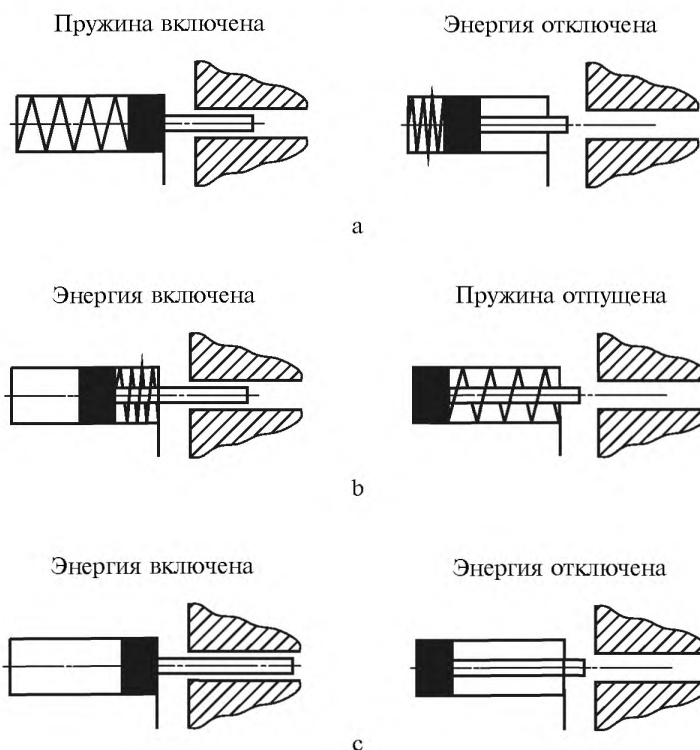 Пружина включена
Энергия отключена
а
Энергия включена
Пружина отпущена
b
Энергия включена
Энергия отключена
c